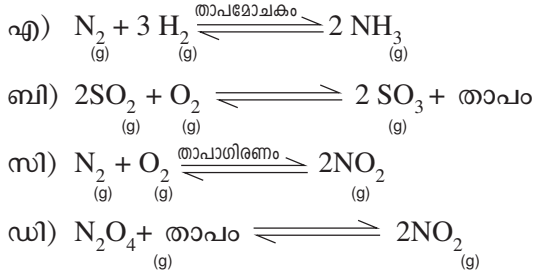 എ) N₂(g) + 3 H₂(g) ⇌ (താപമോചകം) 2 NH₃(g)
ബി) 2SO₂(g) + O₂(g) ⇌ 2 SO₃(g) + താപം
സി) N₂(g) + O₂(g) ⇌ (താപാഗിരണം) 2NO₂(g)
ഡി) N₂O₄(g) + താപം ⇌ 2NO₂(g)